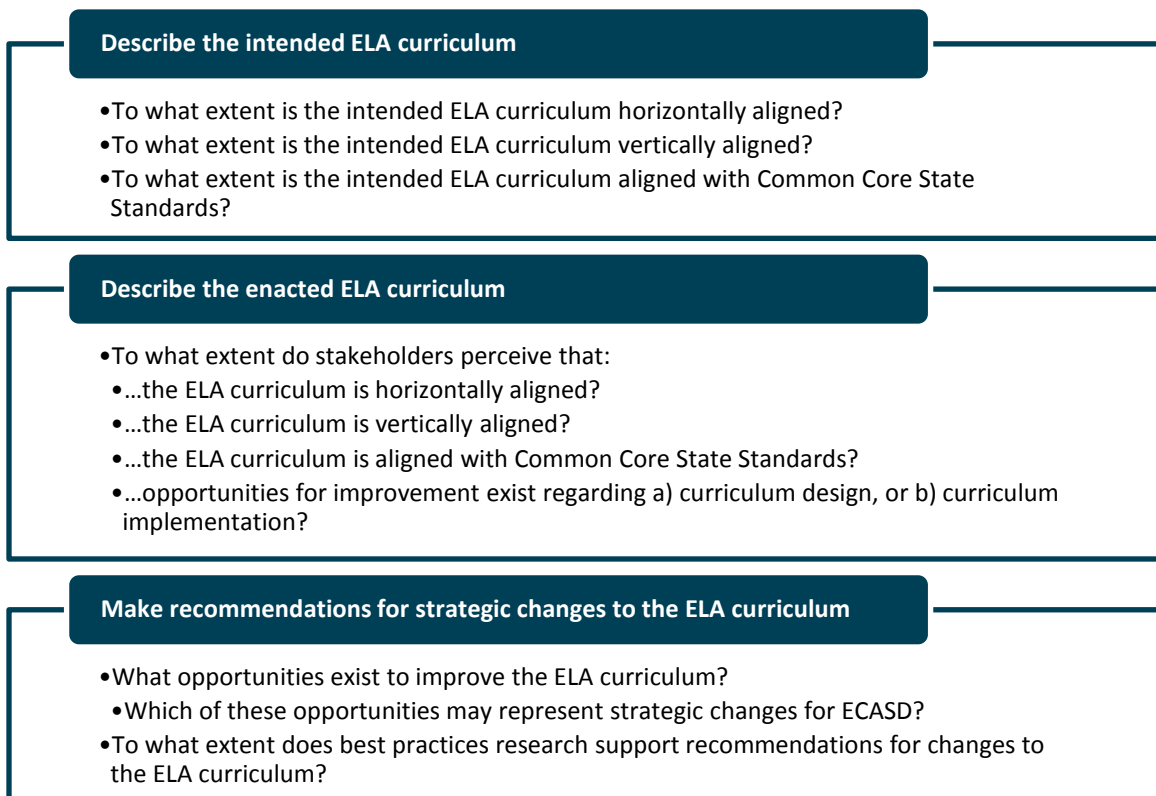 Describe the intended ELA curriculum
•To what extent is the intended ELA curriculum horizontally aligned?
•To what extent is the intended ELA curriculum vertically aligned?
•To what extent is the intended ELA curriculum aligned with Common Core State
Standards?
Describe the enacted ELA curriculum
•To what extent do stakeholders perceive that:
•…the ELA curriculum is horizontally aligned?
•…the ELA curriculum is vertically aligned?
•…the ELA curriculum is aligned with Common Core State Standards?
•…opportunities for improvement exist regarding a) curriculum design, or b) curriculum
implementation?
Make recommendations for strategic changes to the ELA curriculum
•What opportunities exist to improve the ELA curriculum?
•Which of these opportunities may represent strategic changes for ECASD?
•To what extent does best practices research support recommendations for changes to
the ELA curriculum?